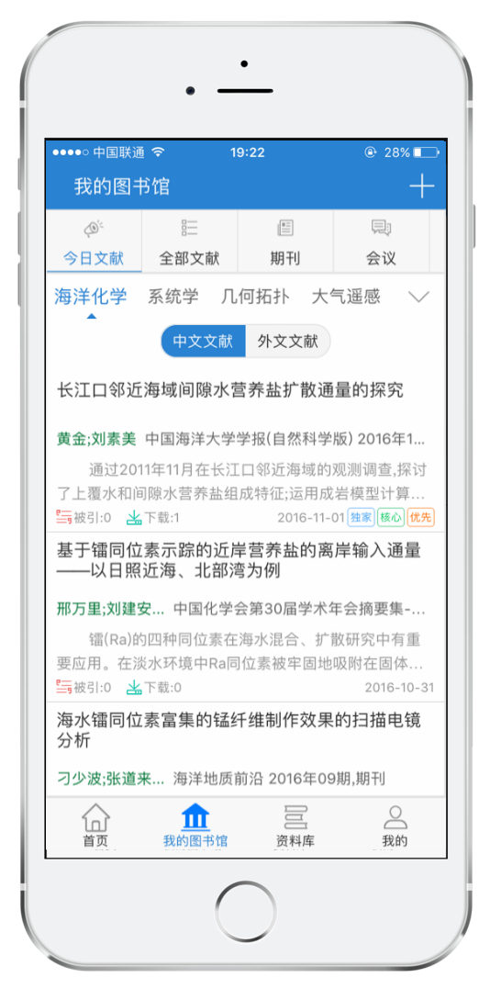 中国联通 19:22 28%
我的图书馆
今日文献 全部文献 期刊 会议
海洋化学 系统学 几何拓扑 大气遥感
中文文献 外文文献
长江口邻近海域间隙水营养盐扩散通量的探究
黄金;刘素美 中国海洋大学学报(自然科学版) 2016年1...
通过2011年11月在长江口邻近海域的观测调查,探讨
了上覆水和间隙水营养盐组成特征;运用成岩模型计算...
被引:0 下载:1 2016-11-01 独家 核心 优先
基于镭同位素示踪的近岸营养盐的离岸输入通量
——以日照近海、北部湾为例
邢万里;刘建安... 中国化学会第30届学术年会摘要集-...
镭(Ra)的四种同位素在海水混合、扩散研究中有重
要应用。在淡水环境中Ra同位素被牢固地吸附在固体...
被引:0 下载:0 2016-10-31
海水镭同位素富集的锰纤维制作效果的扫描电镜
分析
刁少波;张道来... 海洋地质前沿 2016年09期,期刊
首页 我的图书馆 资料库 我的